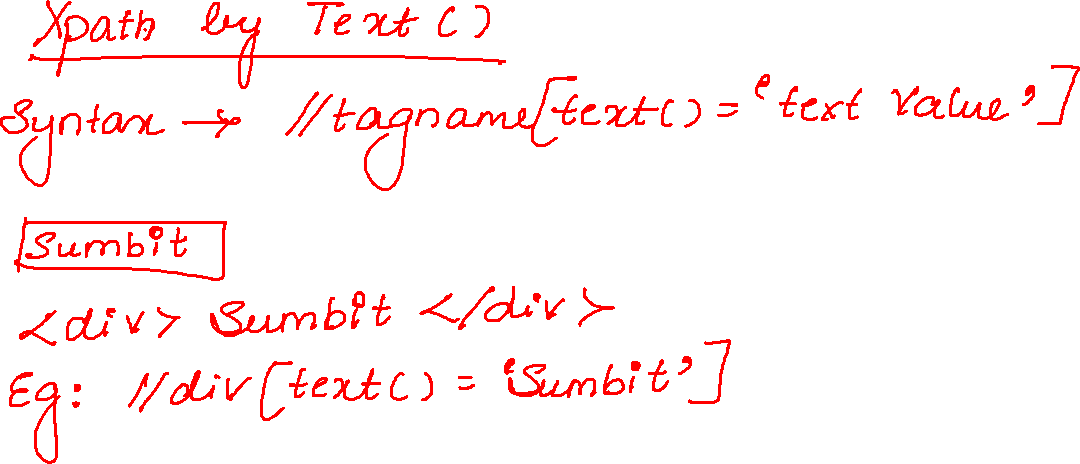 Xpath by Text()
Syntax → //tagname[text()='text value']
Sumbit
<div> Sumbit </div>
Eg: //div[text()='Sumbit']